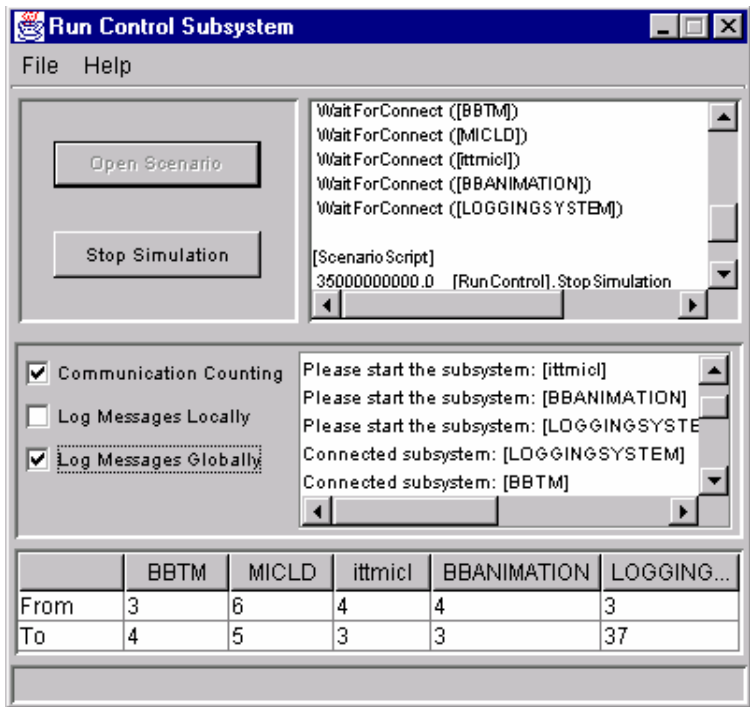 Run Control Subsystem
File Help
Open Scenario
Stop Simulation
WaitForConnect ([BBTM])
WaitForConnect ([MICLD])
WaitForConnect ([ittmicl])
WaitForConnect ([BBANIMATION])
WaitForConnect ([LOGGINGSYSTEM])
[ScenarioScript]
35000000000.0 [RunControl].StopSimulation
Communication Counting
Log Messages Locally
Log Messages Globally
Please start the subsystem: [ittmicl]
Please start the subsystem: [BBANIMATION]
Please start the subsystem: [LOGGINGSYSTE
Connected subsystem: [LOGGINGSYSTEM]
Connected subsystem: [BBTM]
BBTM MICLD ittmicl BBANIMATION LOGGING...
From 3 6 4 4 3
To 4 5 3 3 37